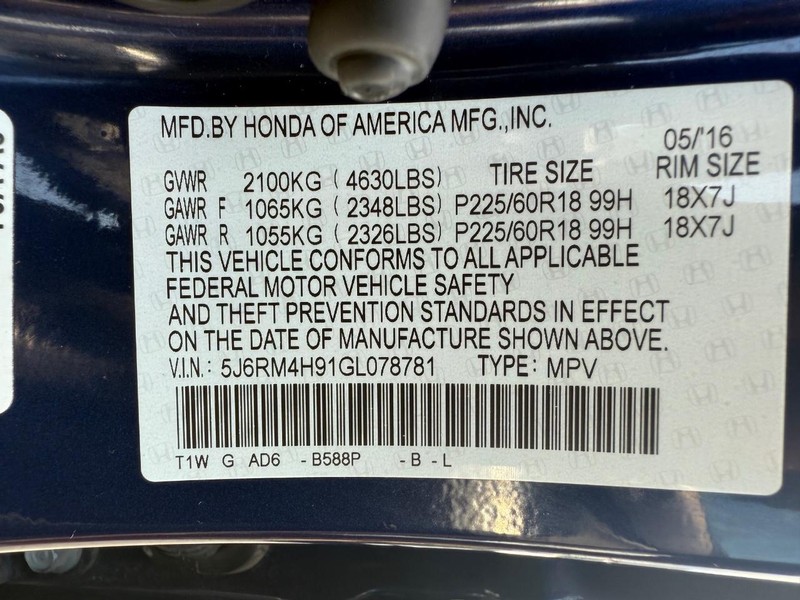 MFD.BY HONDA OF AMERICA MFG.,INC.
05/'16
GVWR 2100KG ( 4630LBS) TIRE SIZE RIM SIZE
GAWR F 1065KG ( 2348LBS) P225/60R18 99H 18X7J
GAWR R 1055KG ( 2326LBS) P225/60R18 99H 18X7J
THIS VEHICLE CONFORMS TO ALL APPLICABLE
FEDERAL MOTOR VEHICLE SAFETY
AND THEFT PREVENTION STANDARDS IN EFFECT
ON THE DATE OF MANUFACTURE SHOWN ABOVE.
V.I.N.: 5J6RM4H91GL078781 TYPE: MPV
T1W G AD6 - B588P - B - L